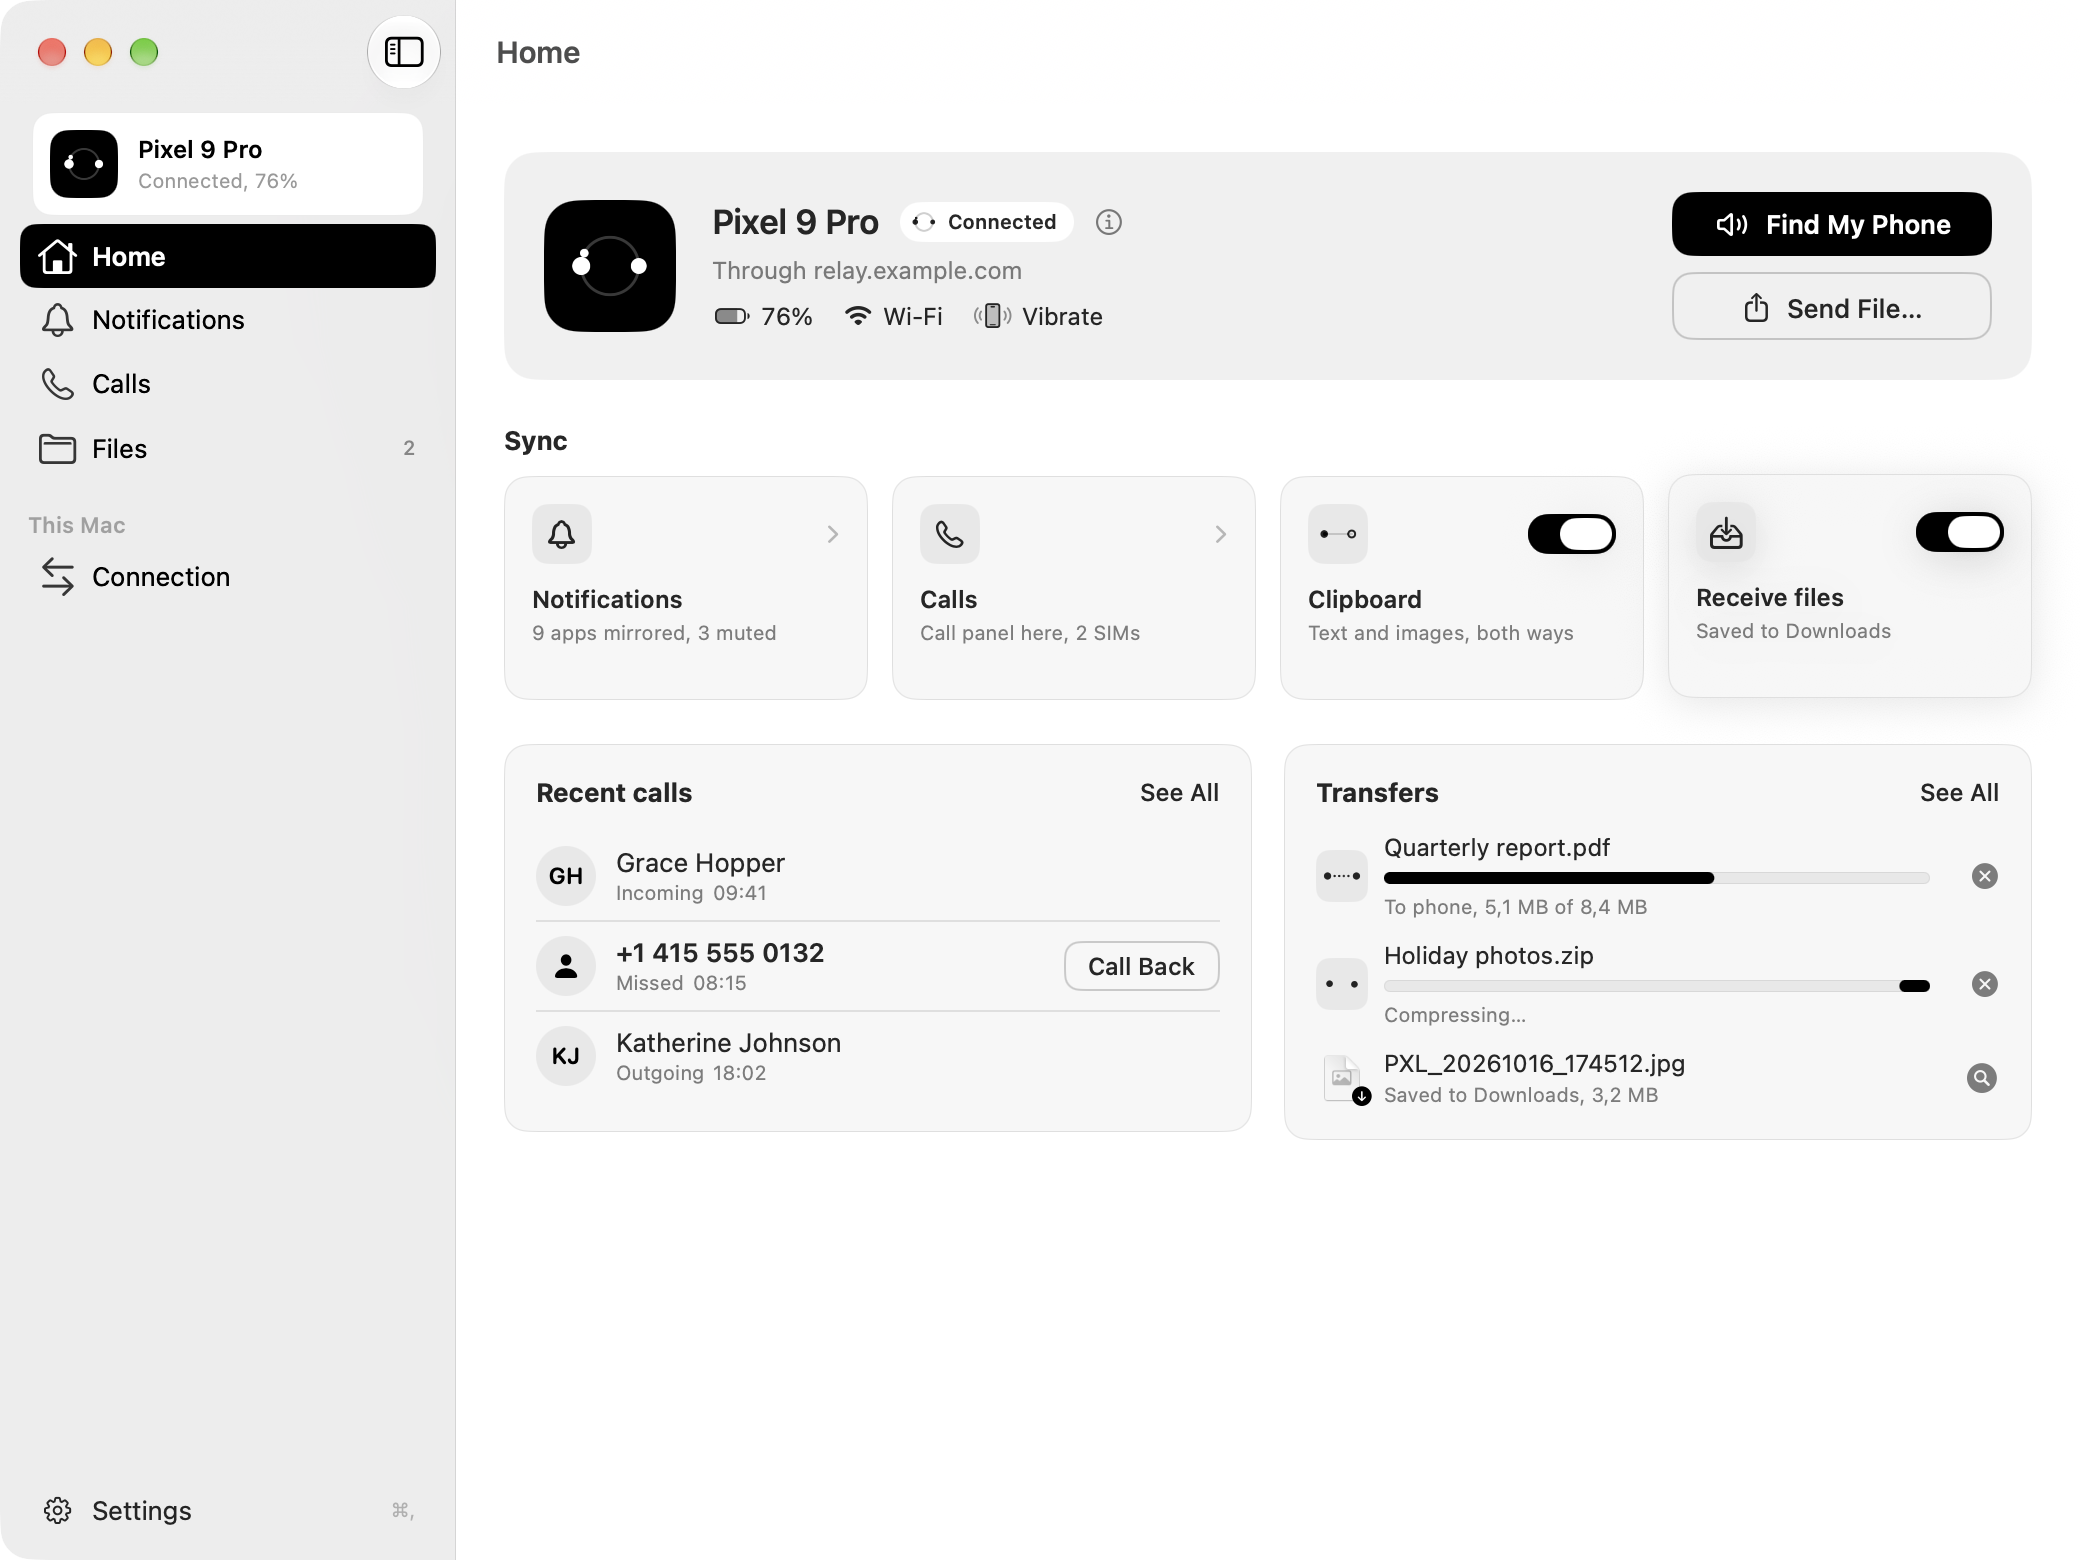 Home
Pixel 9 Pro
Connected, 76%
Home
Notifications
Calls
Files 2
This Mac
Connection
Settings ⌘,
Pixel 9 Pro Connected
Through relay.example.com
76% Wi-Fi Vibrate
Find My Phone
Send File...
Sync
Notifications
9 apps mirrored, 3 muted
Calls
Call panel here, 2 SIMs
Clipboard
Text and images, both ways
Receive files
Saved to Downloads
Recent calls See All
GH Grace Hopper
Incoming 09:41
+1 415 555 0132
Missed 08:15
Call Back
KJ Katherine Johnson
Outgoing 18:02
Transfers See All
Quarterly report.pdf
To phone, 5,1 MB of 8,4 MB
Holiday photos.zip
Compressing...
PXL_20261016_174512.jpg
Saved to Downloads, 3,2 MB